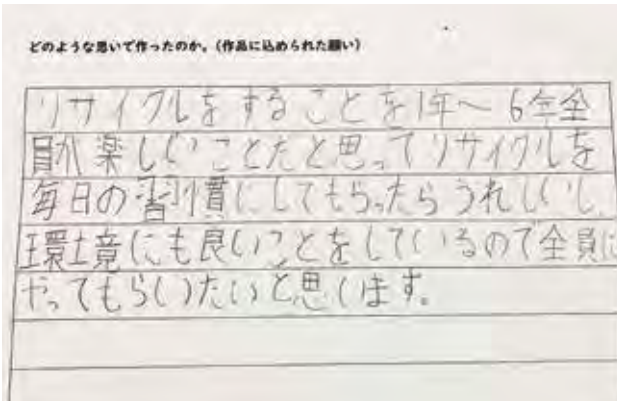 どのような思いで作ったのか。(作品に込められた願い)
リサイクルをすることを1年〜6年全
員が楽しいことだと思ってリサイクルを
毎日の習慣にしてもらったらうれしいし
環境にも良いことをしているので全員に
やってもらいたいと思います。